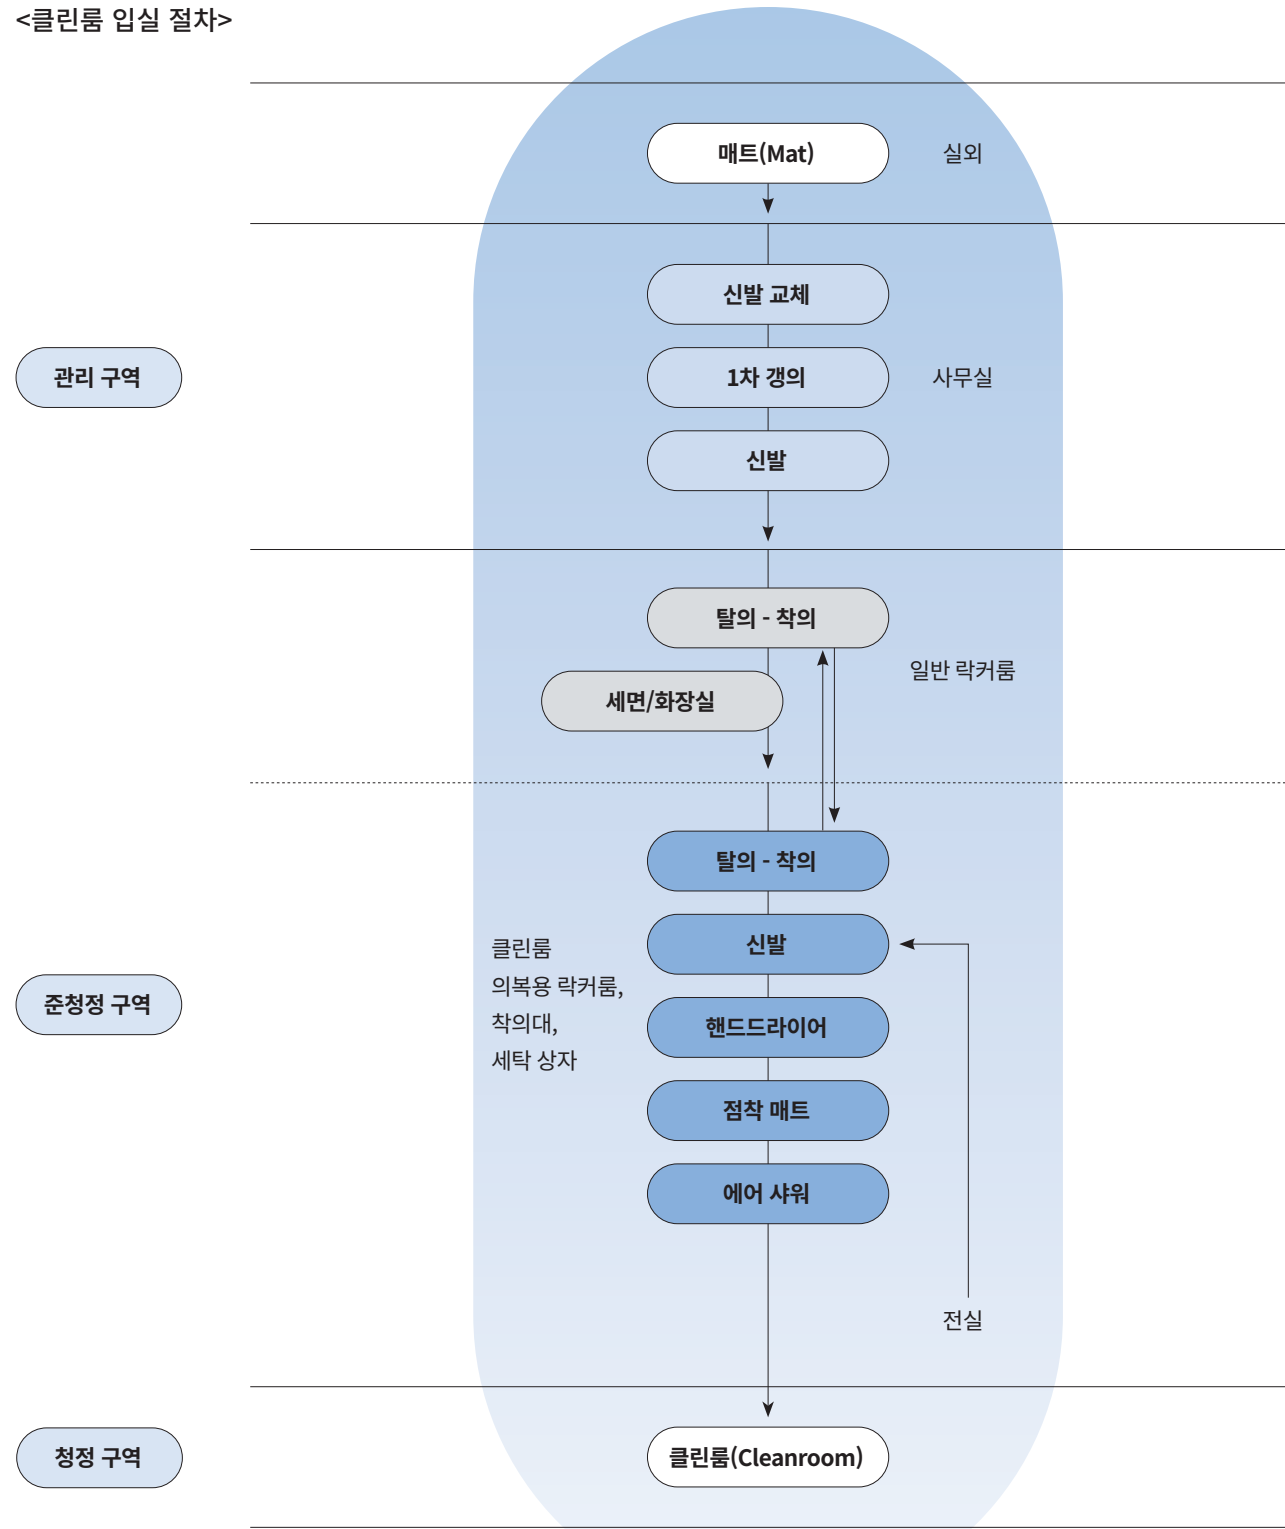 <클린룸 입실 절차>
매트(Mat)
실외
신발 교체
관리 구역
1차 갱의
사무실
신발
탈의 - 착의
일반 락커룸
세면/화장실
탈의 - 착의
신발
클린룸
의복용 락커룸,
착의대,
세탁 상자
준청정 구역
핸드드라이어
점착 매트
에어 샤워
전실
청정 구역
클린룸(Cleanroom)